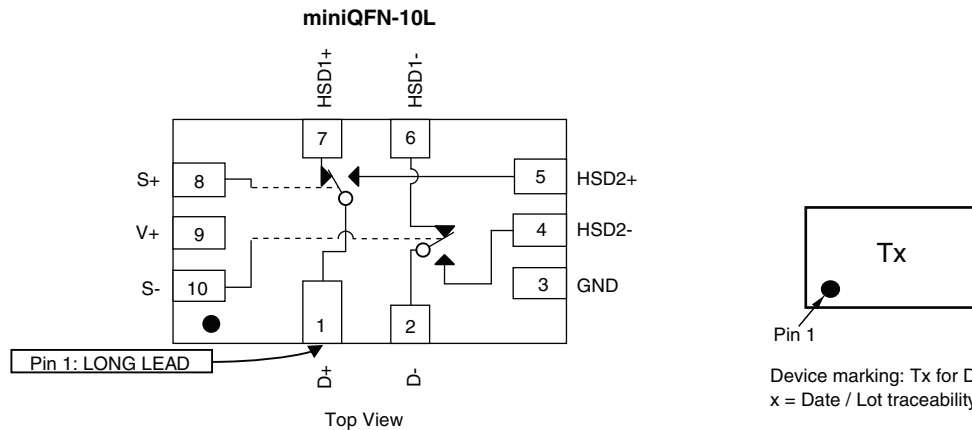 miniQFN-10L
HSD1+
HSD1-
7
6
S+
8
5
HSD2+
V+
9
4
HSD2-
S-
10
3
GND
1
2
Pin 1: LONG LEAD
D+
D-
Top View
Tx
Pin 1
Device marking: Tx for D
x = Date / Lot traceability